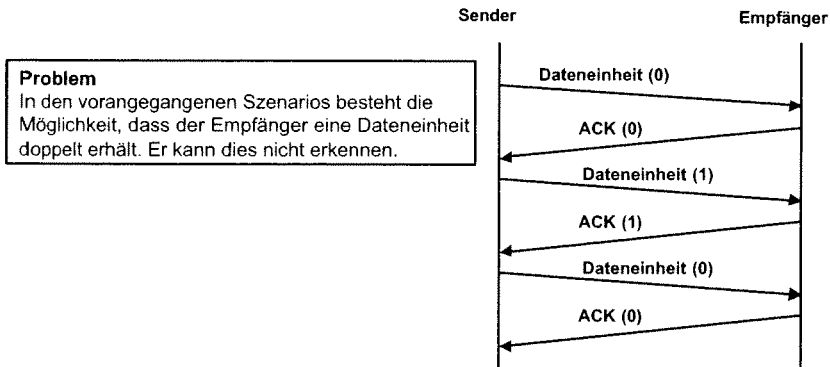 Sender
Empfänger
Problem
In den vorangegangenen Szenarios besteht die
Möglichkeit, dass der Empfänger eine Dateneinheit
doppelt erhält. Er kann dies nicht erkennen.
Dateneinheit (0)
ACK (0)
Dateneinheit (1)
ACK (1)
Dateneinheit (0)
ACK (0)